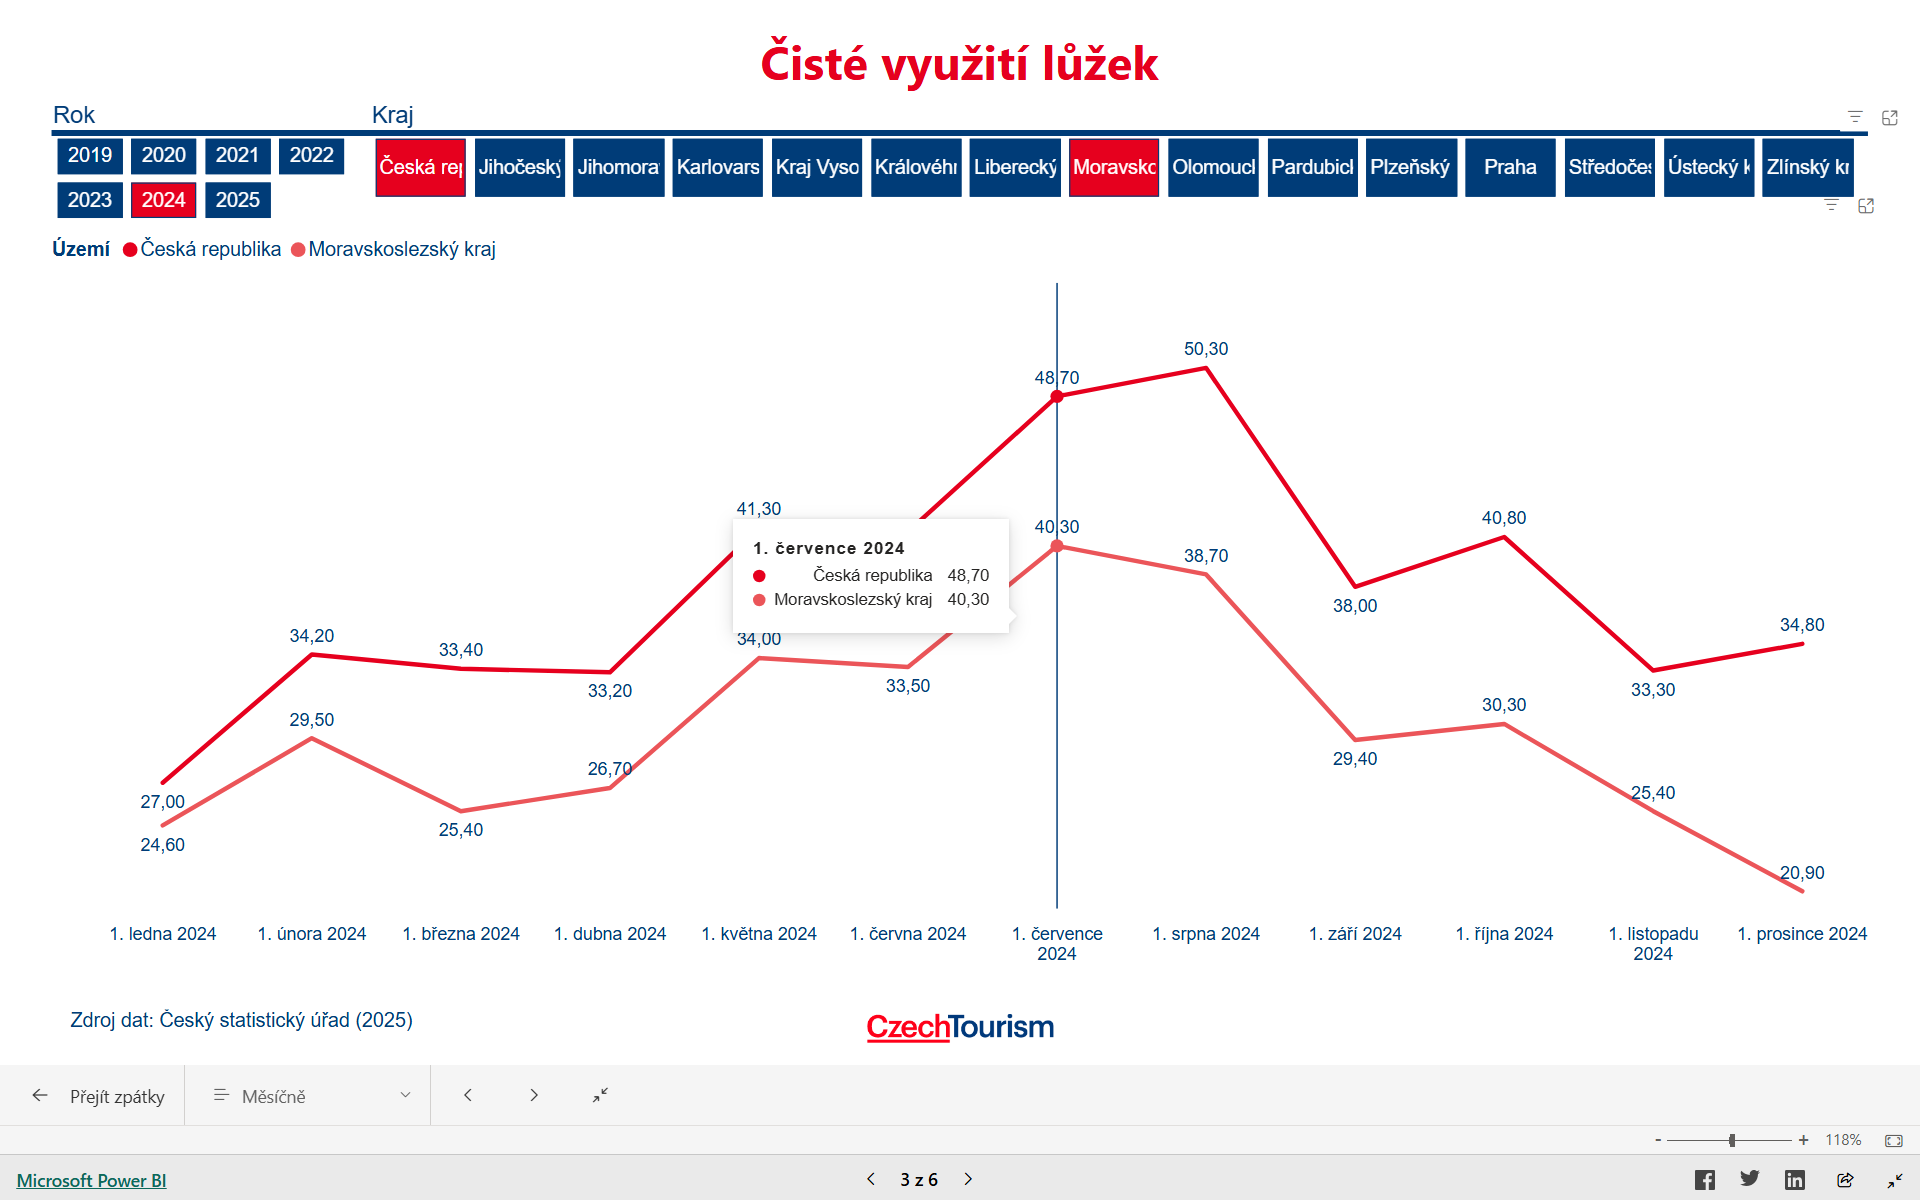 Čisté využití lůžek
Rok
Kraj
2019 2020 2021 2022
2023 2024 2025
Česká rep Jihočeský Jihomora Karlovars Kraj Vyso Královéhr Liberecký Moravsko Olomoucl Pardubicl Plzeňský Praha Středočes Ústecký k Zlínský kr
Území Česká republika Moravskoslezský kraj
50,30
48,70
41,30
40,30
40,80
1. července 2024
Česká republika 48,70
Moravskoslezský kraj 40,30
38,70
38,00
34,20
33,40
33,20
34,00
33,50
34,80
33,30
29,50
26,70
25,40
30,30
29,40
25,40
27,00
24,60
20,90
1. ledna 2024 1. února 2024 1. března 2024 1. dubna 2024 1. května 2024 1. června 2024 1. července 2024 1. srpna 2024 1. září 2024 1. října 2024 1. listopadu 2024 1. prosince 2024
Zdroj dat: Český statistický úřad (2025)
CzechTourism
Přejít zpátky
Měsíčně
- + 118%
Microsoft Power BI
3 z 6